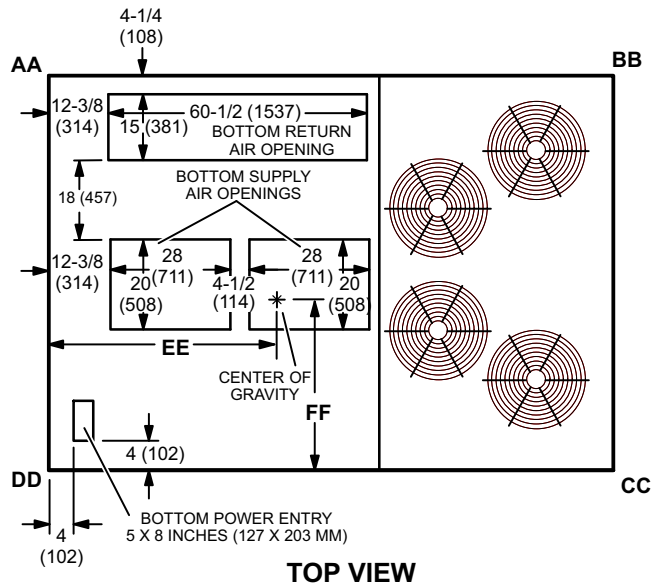 4-1/4
(108)
AA
BB
12-3/8
(314)
60-1/2 (1537)
15 (381)
BOTTOM RETURN
AIR OPENING
18 (457)
BOTTOM SUPPLY
AIR OPENINGS
12-3/8
(314)
28
(711)
20
(508)
4-1/2
(114)
28
(711)
20
(508)
EE
CENTER OF
GRAVITY
FF
4 (102)
DD
CC
4
(102)
BOTTOM POWER ENTRY
5 X 8 INCHES (127 X 203 MM)
TOP VIEW